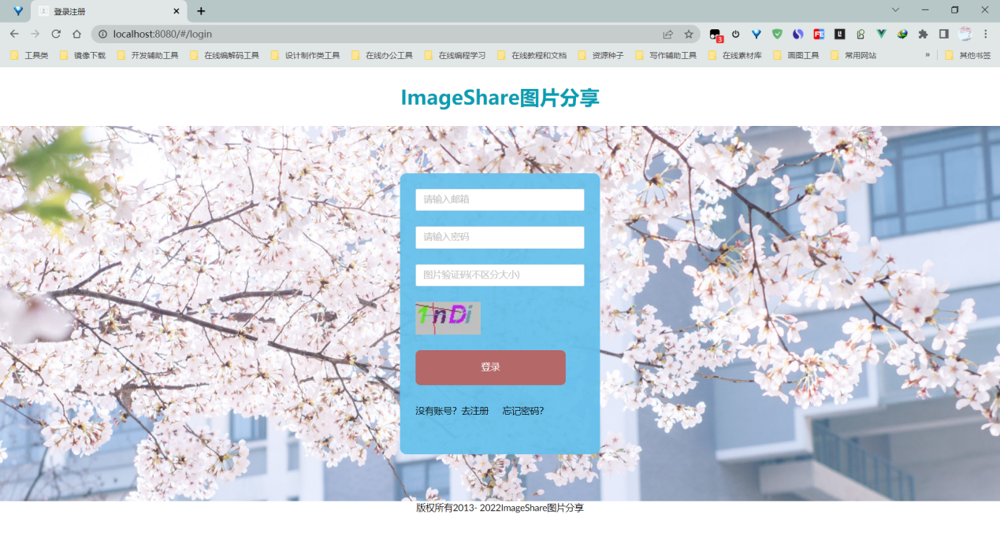 登录注册
localhost:8080/#/login
3
工具类 镜像下载 开发辅助工具 在线编解码工具 设计制作类工具 在线办公工具 在线编程学习 在线教程和文档 资源种子 写作辅助工具 在线素材库 画图工具 常用网站 » 其他书签
ImageShare图片分享
请输入邮箱
请输入密码
图片验证码(不区分大小)
1nDi
登录
没有账号？去注册 忘记密码?
版权所有2013- 2022ImageShare图片分享